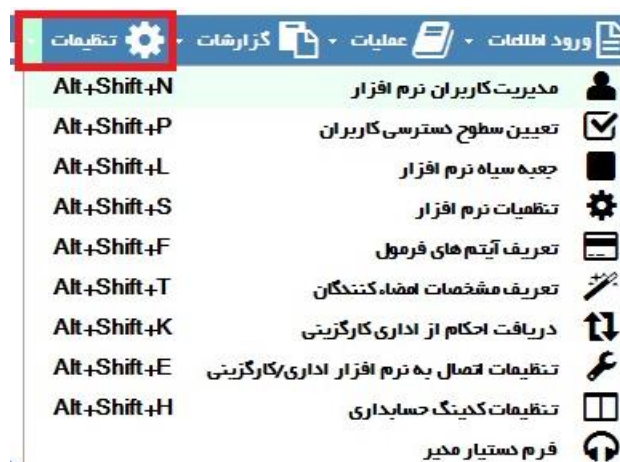 ورود اطلاعات - عملیات - گزارشات - تنظیمات
مدیریت کاربران نرم افزار Alt+Shift+N
تعیین سطوح دسترسی کاربران Alt+Shift+P
جعبه سیاه نرم افزار Alt+Shift+L
تنظمیات نرم افزار Alt+Shift+S
تعریف آیتم های فرمول Alt+Shift+F
تعریف مشخصات امضاء کنندگان Alt+Shift+T
دریافت احکام از اداری کارگزینی Alt+Shift+K
تنظیمات اتصال به نرم افزار اداری/کارگزینی Alt+Shift+E
تنظیمات کدینگ حسابداری Alt+Shift+H
فرم دستیار مدیر